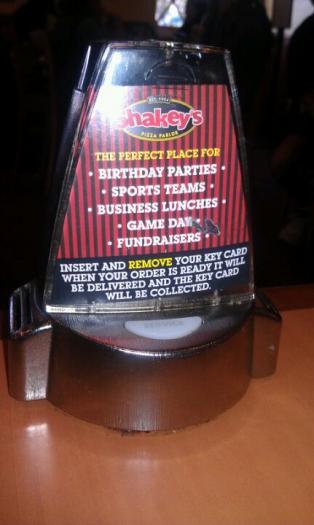 EST. 1954
Shakey's
PIZZA PARLOR
THE PERFECT PLACE FOR
• BIRTHDAY PARTIES •
• SPORTS TEAMS •
• BUSINESS LUNCHES •
• GAME DAY •
• FUNDRAISERS •
INSERT AND REMOVE YOUR KEY CARD
WHEN YOUR ORDER IS READY IT WILL
BE DELIVERED AND THE KEY CARD
WILL BE COLLECTED.
SERVICE